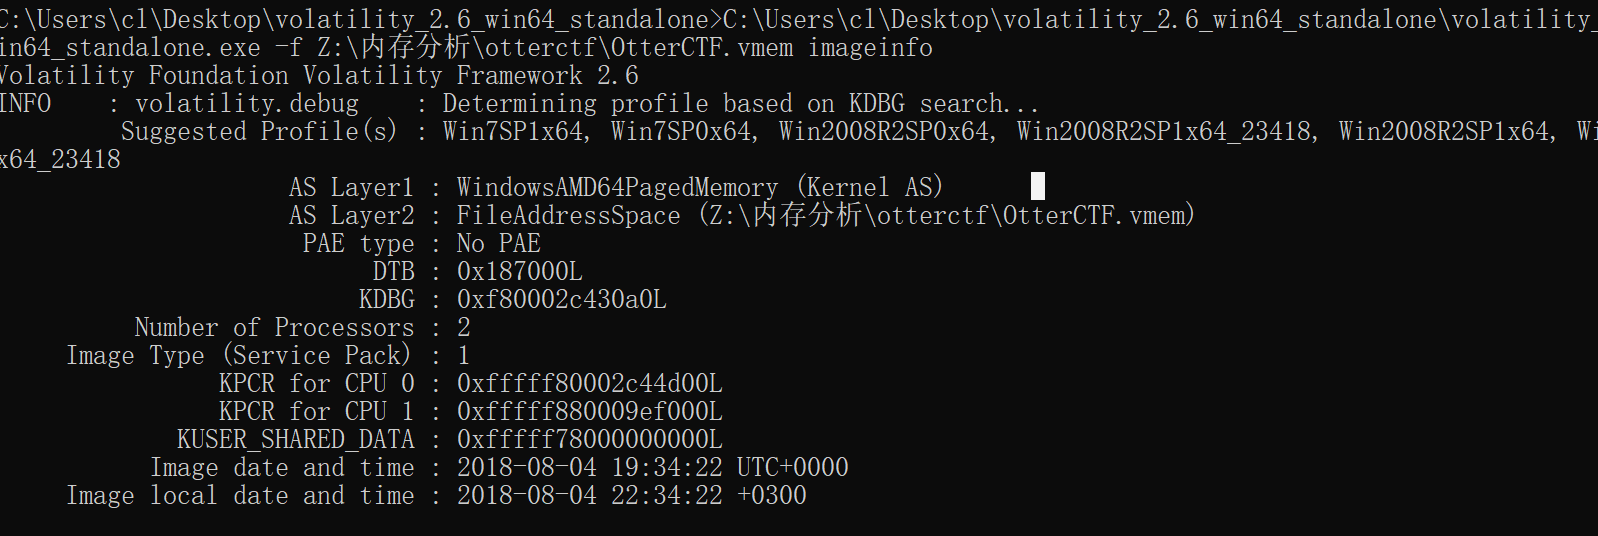 C:\Users\cl\Desktop\volatility_2.6_win64_standalone>C:\Users\cl\Desktop\volatility_2.6_win64_standalone\volatility_
in64_standalone.exe -f Z:\内存分析\otterctf\OtterCTF.vmem imageinfo
Volatility Foundation Volatility Framework 2.6
INFO    : volatility.debug    : Determining profile based on KDBG search...
Suggested Profile(s) : Win7SP1x64, Win7SP0x64, Win2008R2SP0x64, Win2008R2SP1x64_23418, Win2008R2SP1x64, Wi
x64_23418
AS Layer1 : WindowsAMD64PagedMemory (Kernel AS)
AS Layer2 : FileAddressSpace (Z:\内存分析\otterctf\OtterCTF.vmem)
PAE type : No PAE
DTB : 0x187000L
KDBG : 0xf80002c430a0L
Number of Processors : 2
Image Type (Service Pack) : 1
KPCR for CPU 0 : 0xfffff80002c44d00L
KPCR for CPU 1 : 0xfffff880009ef000L
KUSER_SHARED_DATA : 0xfffff78000000000L
Image date and time : 2018-08-04 19:34:22 UTC+0000
Image local date and time : 2018-08-04 22:34:22 +0300